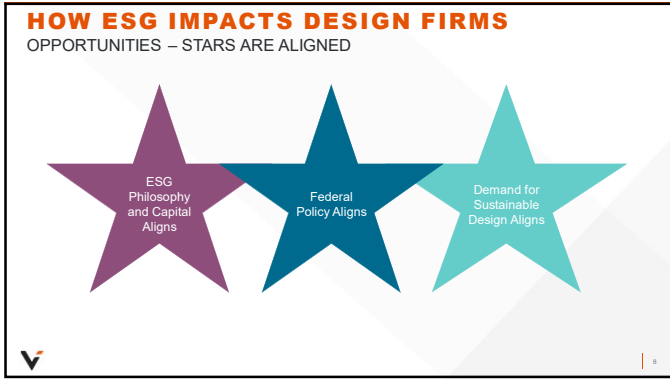 HOW ESG IMPACTS DESIGN FIRMS
OPPORTUNITIES – STARS ARE ALIGNED
ESG
Philosophy
and Capital
Aligns
Federal
Policy Aligns
Demand for
Sustainable
Design Aligns
8